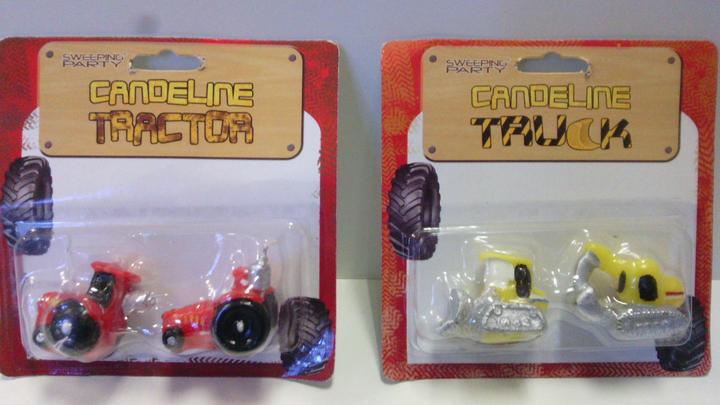 SWEEPING
PARTY
CANDELINE
TRACTOR
SWEEPING
PARTY
CANDELINE
TRUCK